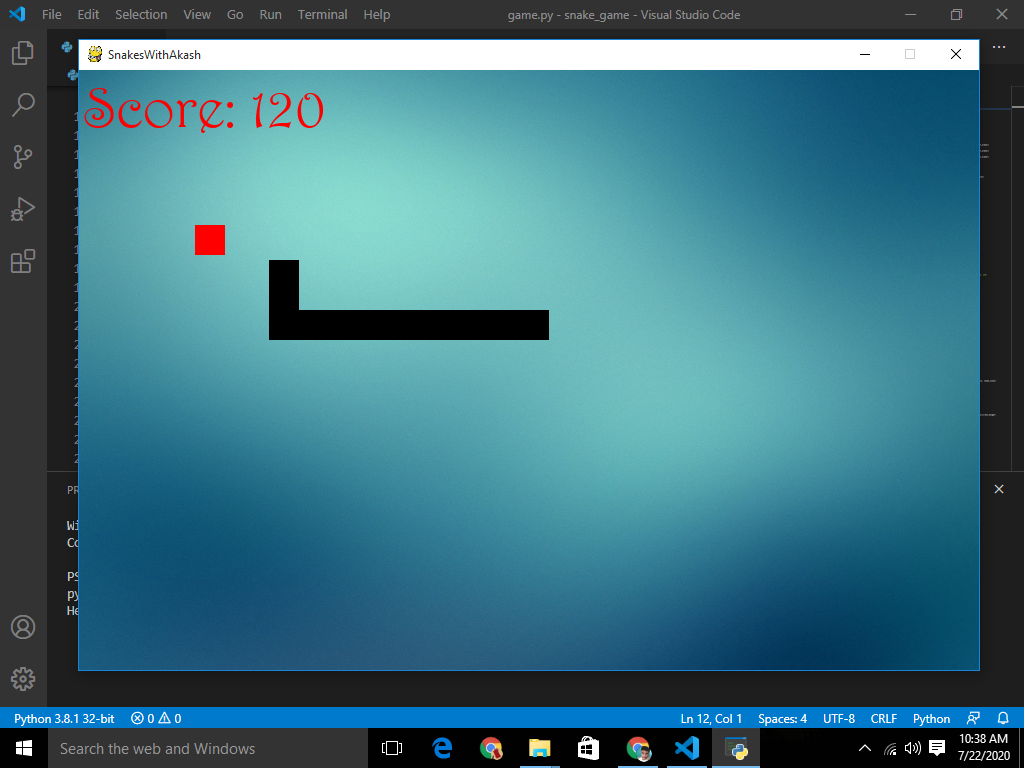 File Edit Selection View Go Run Terminal Help game.py - snake_game - Visual Studio Code
SnakesWithAkash
Score: 120
Python 3.8.1 32-bit 0 0 Ln 12, Col 1 Spaces: 4 UTF-8 CRLF Python
Search the web and Windows
10:38 AM
7/22/2020